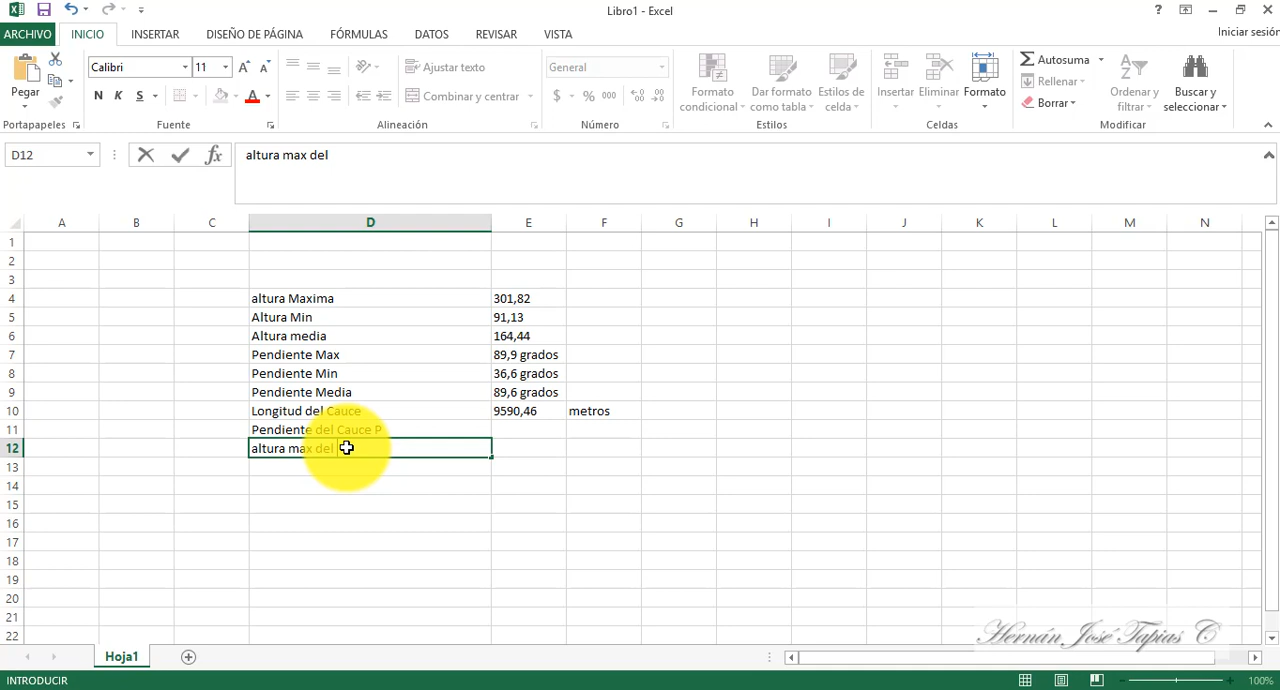 Libro1 - Excel
ARCHIVO INICIO INSERTAR DISEÑO DE PÁGINA FÓRMULAS DATOS REVISAR VISTA Iniciar sesión
Pegar
Portapapeles
Calibri 11
N K S
Fuente
Ajustar texto
Combinar y centrar
Alineación
General
$ % 000
Número
Formato condicional
Dar formato como tabla
Estilos de celda
Estilos
Insertar Eliminar Formato
Celdas
Autosuma
Rellenar
Borrar
Ordenar y filtrar
Buscar y seleccionar
Modificar
D12 fx altura max del
A B C D E F G H I J K L M N
1
2
3
4 altura Maxima 301,82
5 Altura Min 91,13
6 Altura media 164,44
7 Pendiente Max 89,9 grados
8 Pendiente Min 36,6 grados
9 Pendiente Media 89,6 grados
10 Longitud del Cauce 9590,46 metros
11 Pendiente del Cauce P
12 altura max del
13
14
15
16
17
18
19
20
21
22
Hernán José Tapias C
Hoja1
INTRODUCIR 100%